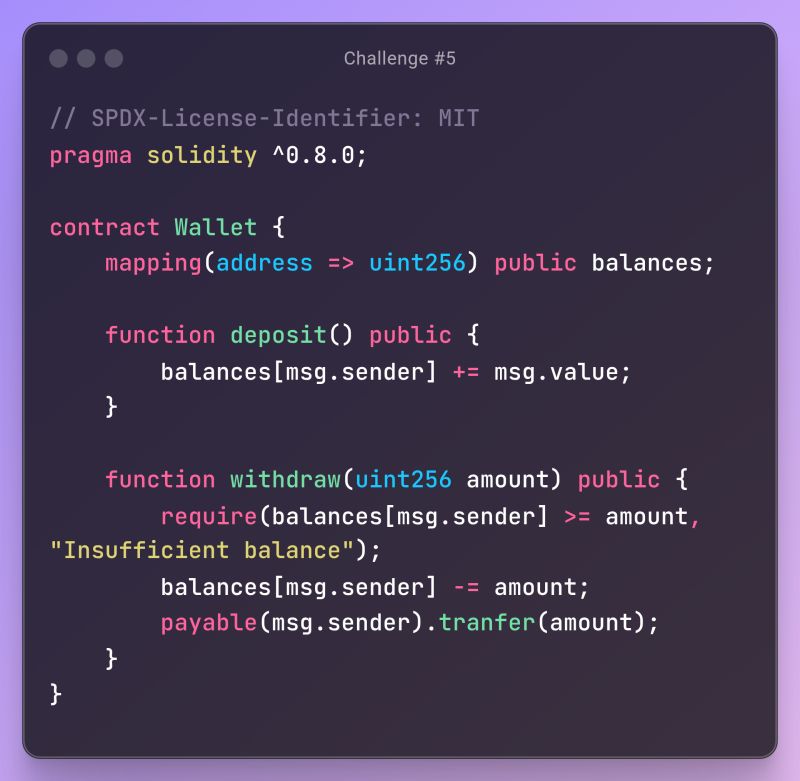 Challenge #5
// SPDX-License-Identifier: MIT
pragma solidity ^0.8.0;
contract Wallet {
    mapping(address => uint256) public balances;
    function deposit() public {
        balances[msg.sender] += msg.value;
    }
    function withdraw(uint256 amount) public {
        require(balances[msg.sender] >= amount,
"Insufficient balance");
        balances[msg.sender] -= amount;
        payable(msg.sender).tranfer(amount);
    }
}